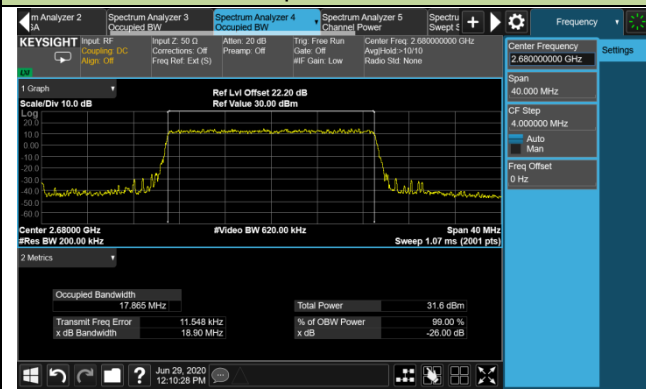 m Analyzer 2
SA
Spectrum Analyzer 3
Occupied BW
Spectrum Analyzer 4
Occupied BW
Spectrum Analyzer 5
Channel Power
Spectru
Swept S
Frequency
KEYSIGHT
Input: RF
Coupling: DC
Align: Off
Input Z: 50 Ω
Corrections: Off
Freq Ref: Ext (S)
Atten: 20 dB
Preamp: Off
Trig: Free Run
Gate: Off
#IF Gain: Low
Center Freq: 2.680000000 GHz
Avg|Hold:>10/10
Radio Std: None
LM
Center Frequency
2.680000000 GHz
Settings
Span
40.000 MHz
CF Step
4.000000 MHz
Auto
Man
Freq Offset
0 Hz
1 Graph
Scale/Div 10.0 dB
Ref Lvl Offset 22.20 dB
Ref Value 30.00 dBm
Log
20.0
10.0
0.00
-10.0
-20.0
-30.0
-40.0
-50.0
-60.0
Center 2.68000 GHz
#Video BW 620.00 kHz
Span 40 MHz
#Res BW 200.00 kHz
Sweep 1.07 ms (2001 pts)
2 Metrics
Occupied Bandwidth
17.865 MHz
Total Power
31.6 dBm
Transmit Freq Error
11.548 kHz
% of OBW Power
99.00 %
x dB Bandwidth
18.90 MHz
x dB
-26.00 dB
Jun 29, 2020
12:10:28 PM